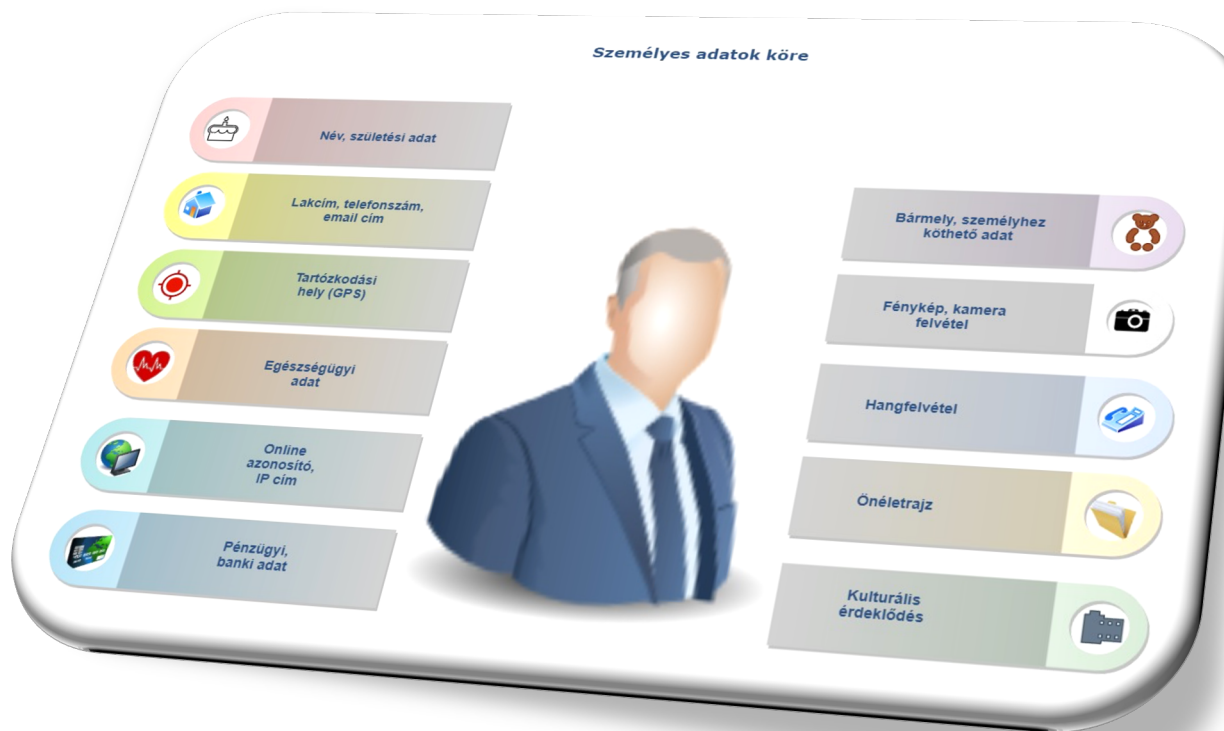 Személyes adatok köre
Név, születési adat
Lakcím, telefonszám,
email cím
Tartózkodási
hely (GPS)
Egészségügyi
adat
Online
azonosító,
IP cím
Pénzügyi,
banki adat
Bármely, személyhez
köthető adat
Fénykép, kamera
felvétel
Hangfelvétel
Önéletrajz
Kulturális
érdeklődés